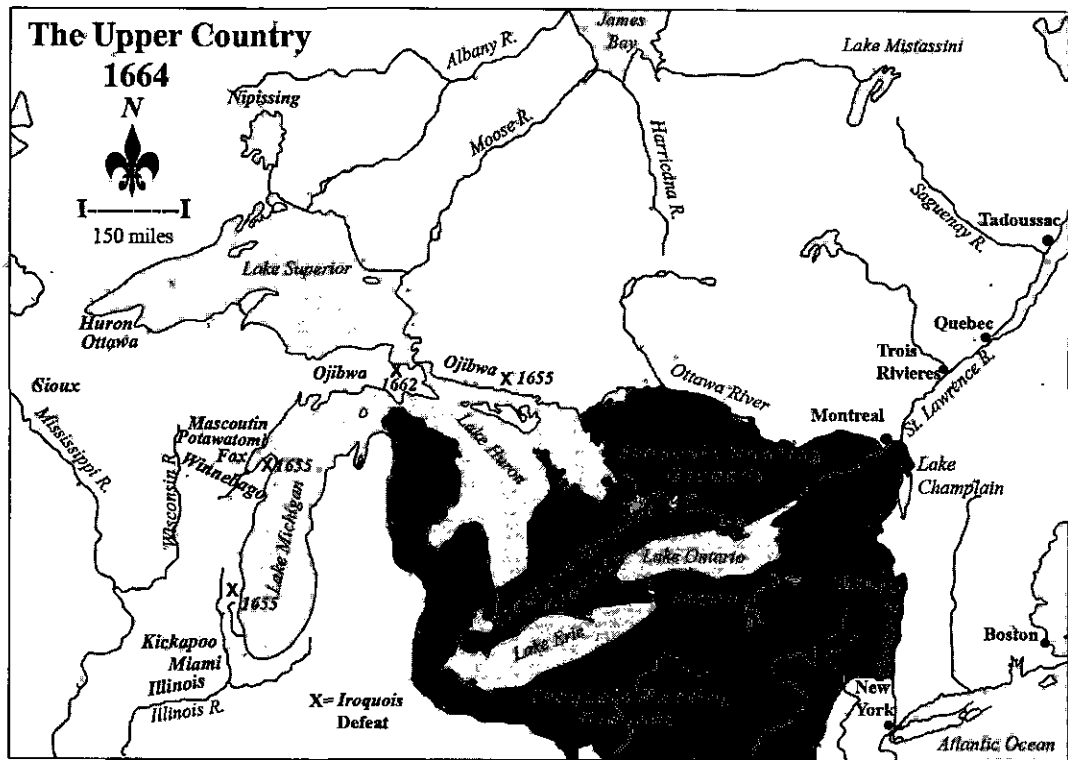 The Upper Country
1664
N
I————I
150 miles
Nipissing
Albany R.
James
Bay
Lake Mistassini
Moose R.
Harricana R.
Saguenay R.
Tadoussac
Lake Superior
Huron
Ottawa
Quebec
Trois
Rivieres
St. Lawrence R.
Ojibwa
X
1662
Ojibwa
X 1655
Ottawa River
Montreal
Sioux
Mississippi R.
Mascoutin
Potawatomi
Fox
Winnebago
X 1655
Wisconsin R.
Lake Michigan
Lake Huron
Lake Champlain
Lake Ontario
X
1655
Lake Erie
Kickapoo
Miami
Illinois
Illinois R.
X= Iroquois
Defeat
Boston
New
York
Atlantic Ocean